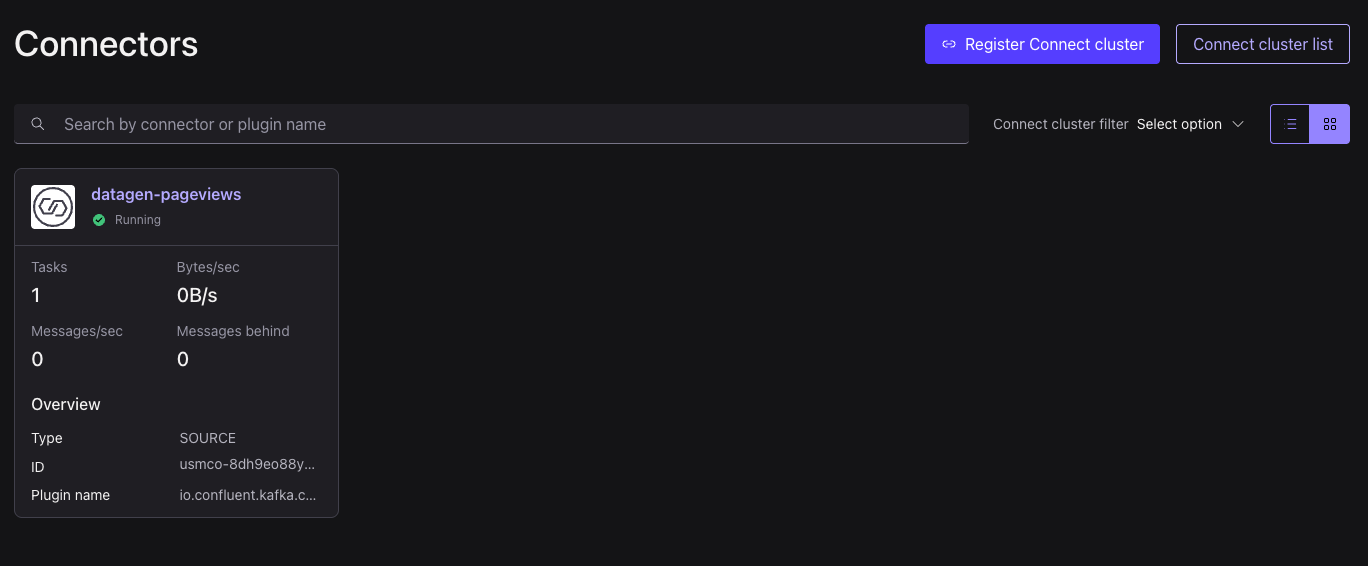 Connectors
Register Connect cluster
Connect cluster list
Search by connector or plugin name
Connect cluster filter Select option
datagen-pageviews
Running
Tasks Bytes/sec
1 0B/s
Messages/sec Messages behind
0 0
Overview
Type SOURCE
ID usmco-8dh9eo88y...
Plugin name io.confluent.kafka.c...